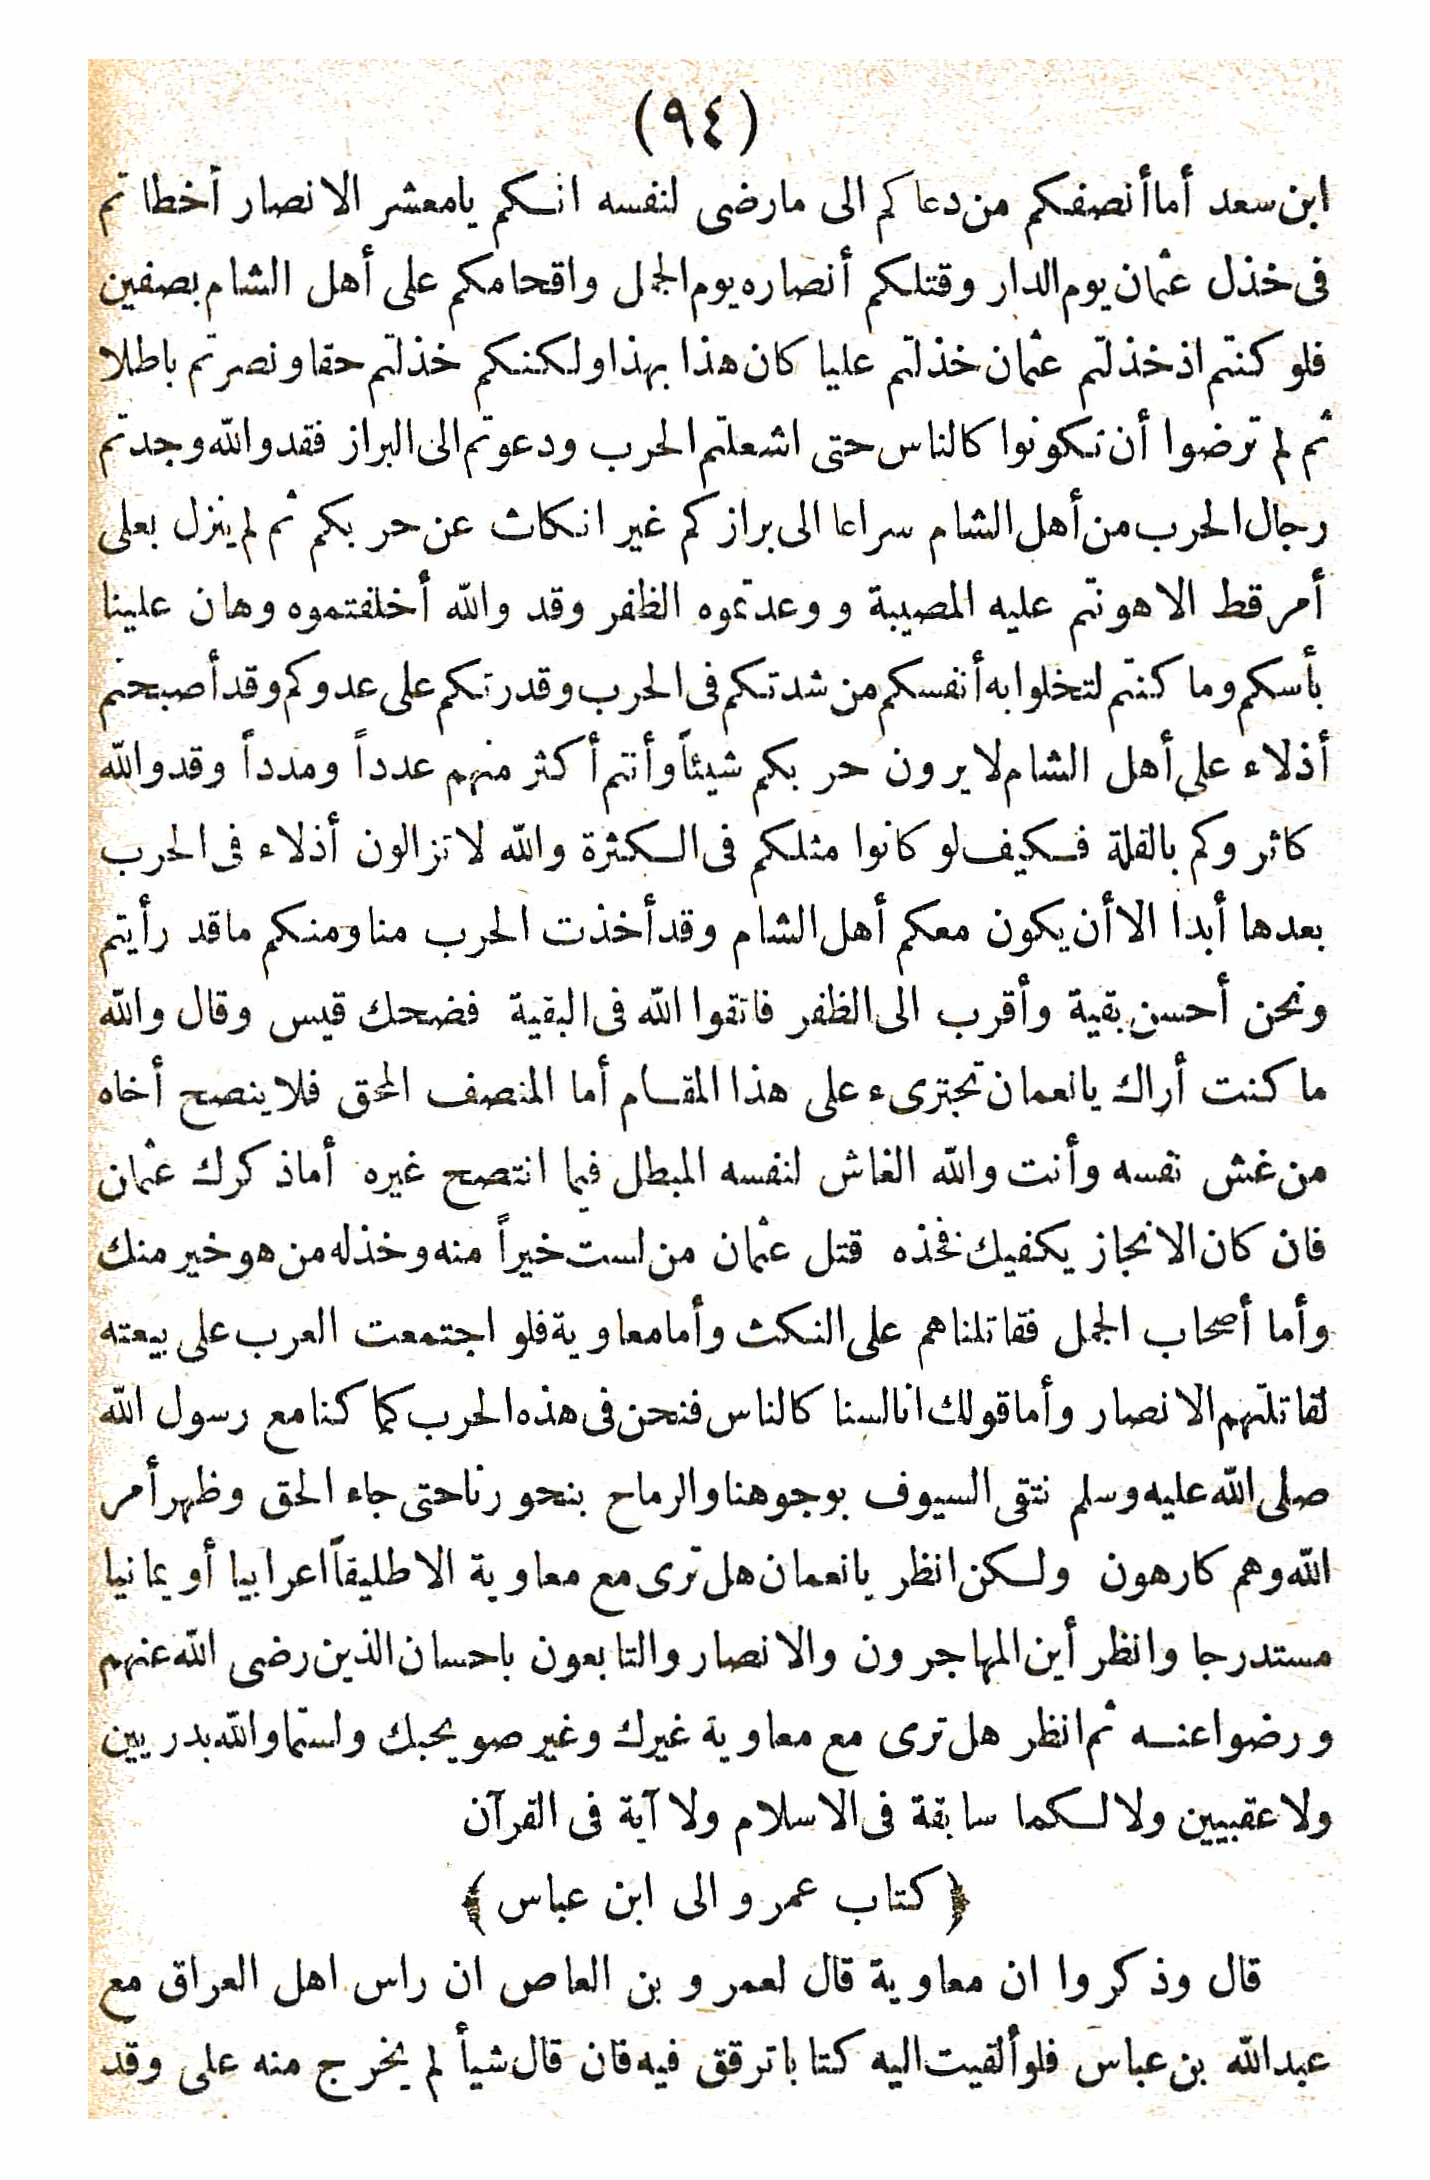 (٩٤)
ابن سعد أما أنصفكم من دعاكم الى ما رضى لنفسه انكم يا معشر الانصار أخطاتم
فى خذل عثمان يوم الدار وقتلكم أنصاره يوم الجمل واقحامكم على أهل الشام بصفين
فلو كنتم اذ خذلتم عثمان خذلتم عليا كان هذا بهذا ولكنكم خذلتم حقا ونصرتم باطلا
ثم لم ترضوا أن تكونوا كالناس حتى اشعلتم الحرب ودعوتم الى البراز فقد والله وجدتم
رجال الحرب من أهل الشام سراعا الى برازكم غير انكاث عن حربكم ثم لم ينزل بعلى
أمر قط الا هونتم عليه المصيبة ووعدتموه الظفر وقد والله أخلفتموه وهان علينا
بأسكم وما كنتم لتخلوا به أنفسكم من شدتكم فى الحرب وقدرتكم على عدوكم وقد أصبحتم
أذلاء على أهل الشام لا يرون حربكم شيئاً وأنتم أكثر منهم عدداً ومدداً وقد والله
كاثروكم بالقلة فكيف لو كانوا مثلكم فى الكثرة والله لا تزالون أذلاء فى الحرب
بعدها أبدا الا أن يكون معكم أهل الشام وقد أخذت الحرب منا ومنكم ما قد رأيتم
ونحن أحسن بقية وأقرب الى الظفر فاتقوا الله فى البقية فضحك قيس وقال والله
ما كنت أراك يا نعمان تجترىء على هذا المقام أما المنصف المحق فلا ينصح أخاه
من غش نفسه وأنت والله الغاش لنفسه المبطل فيما انتصح غيره أما ذكرك عثمان
فان كان الانجاز يكفيك فخذه قتل عثمان من لست خيراً منه وخذله من هو خير منك
وأما أصحاب الجمل فقاتلناهم على النكث وأما معاوية فلو اجتمعت العرب على بيعته
لقاتلتهم الانصار وأما قولك انا لسنا كالناس فنحن فى هذه الحرب كما كنا مع رسول الله
صلى الله عليه وسلم نتقى السيوف بوجوهنا والرماح بنحورنا حتى جاء الحق وظهر أمر
الله وهم كارهون ولكن انظر يا نعمان هل ترى مع معاوية الا طليقاً اعرابيا أو يمانيا
مستدرجا وانظر أين المهاجرون والانصار والتابعون باحسان الذين رضى الله عنهم
ورضوا عنه ثم انظر هل ترى مع معاوية غيرك وغير صويحبك ولستما والله بدريين
ولا عقبيين ولا لكما سابقة فى الاسلام ولا آية فى القرآن
﴿ كتاب عمرو الى ابن عباس ﴾
قال وذكروا ان معاوية قال لعمرو بن العاص ان راس اهل العراق مع
عبد الله بن عباس فلو ألقيت اليه كتابا ترقق فيه فان قال شيأ لم يخرج منه على وقد